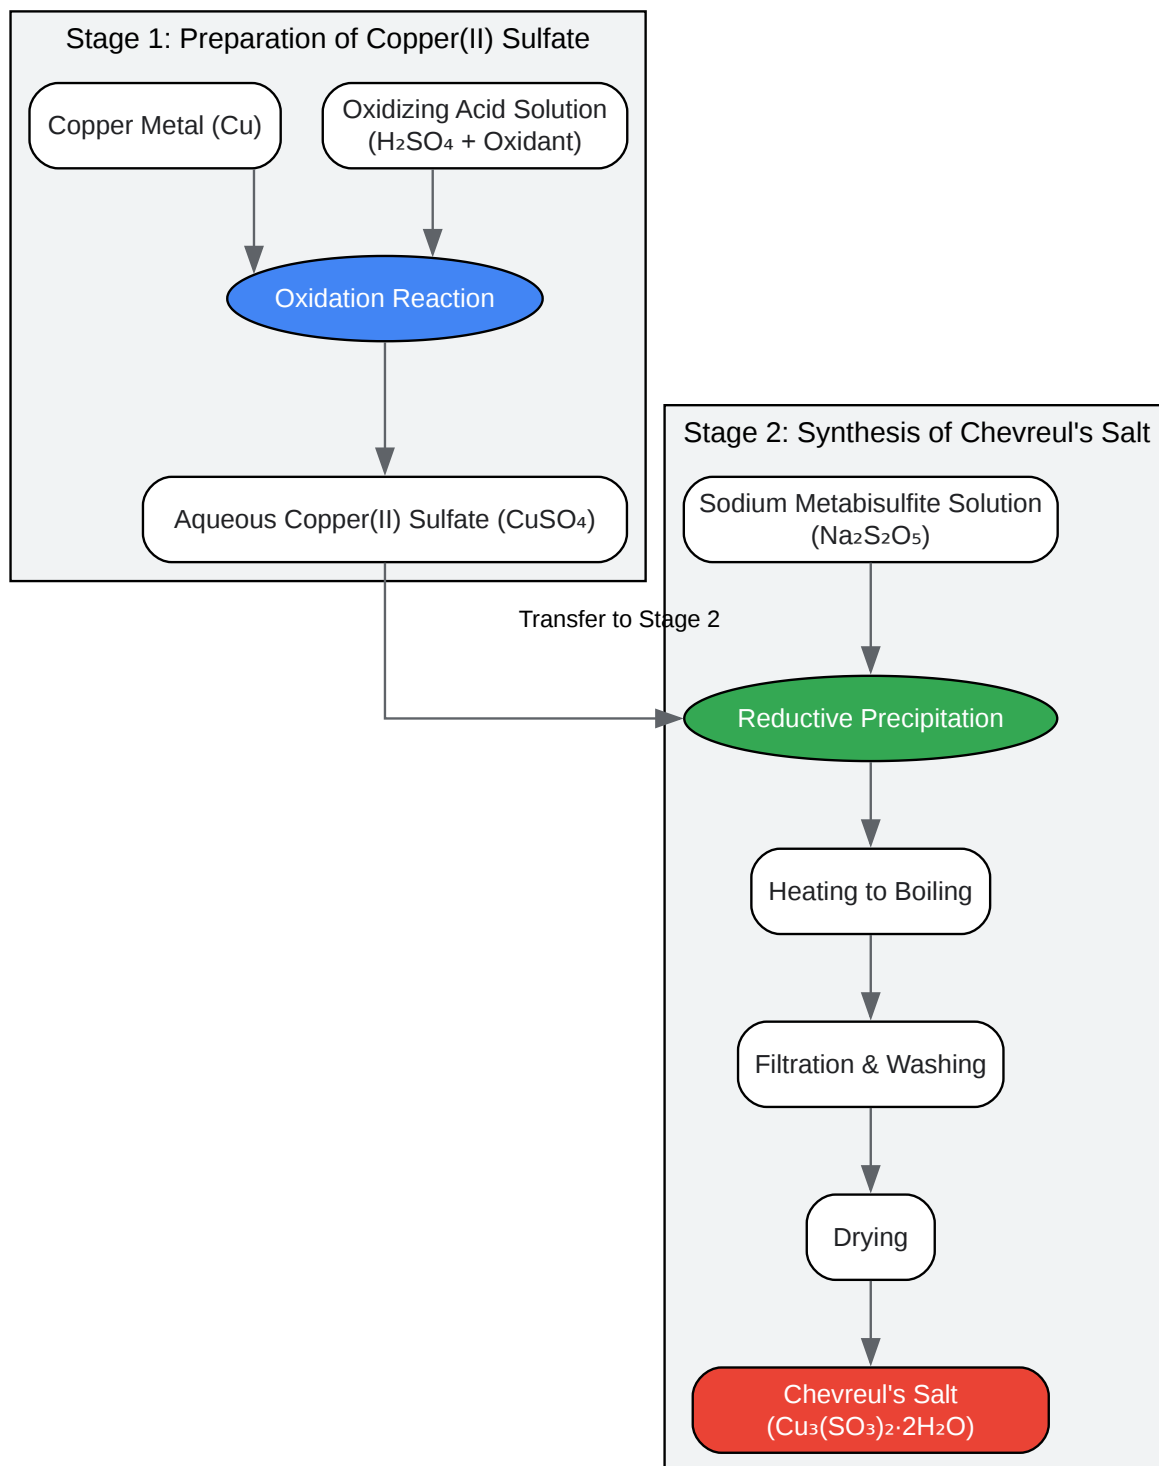 Stage 1: Preparation of Copper(II) Sulfate
Copper Metal (Cu)
Oxidizing Acid Solution
(H₂SO₄ + Oxidant)
Oxidation Reaction
Aqueous Copper(II) Sulfate (CuSO₄)
Transfer to Stage 2
Stage 2: Synthesis of Chevreul's Salt
Sodium Metabisulfite Solution
(Na₂S₂O₅)
Reductive Precipitation
Heating to Boiling
Filtration & Washing
Drying
Chevreul's Salt
(Cu₃(SO₃)₂·2H₂O)